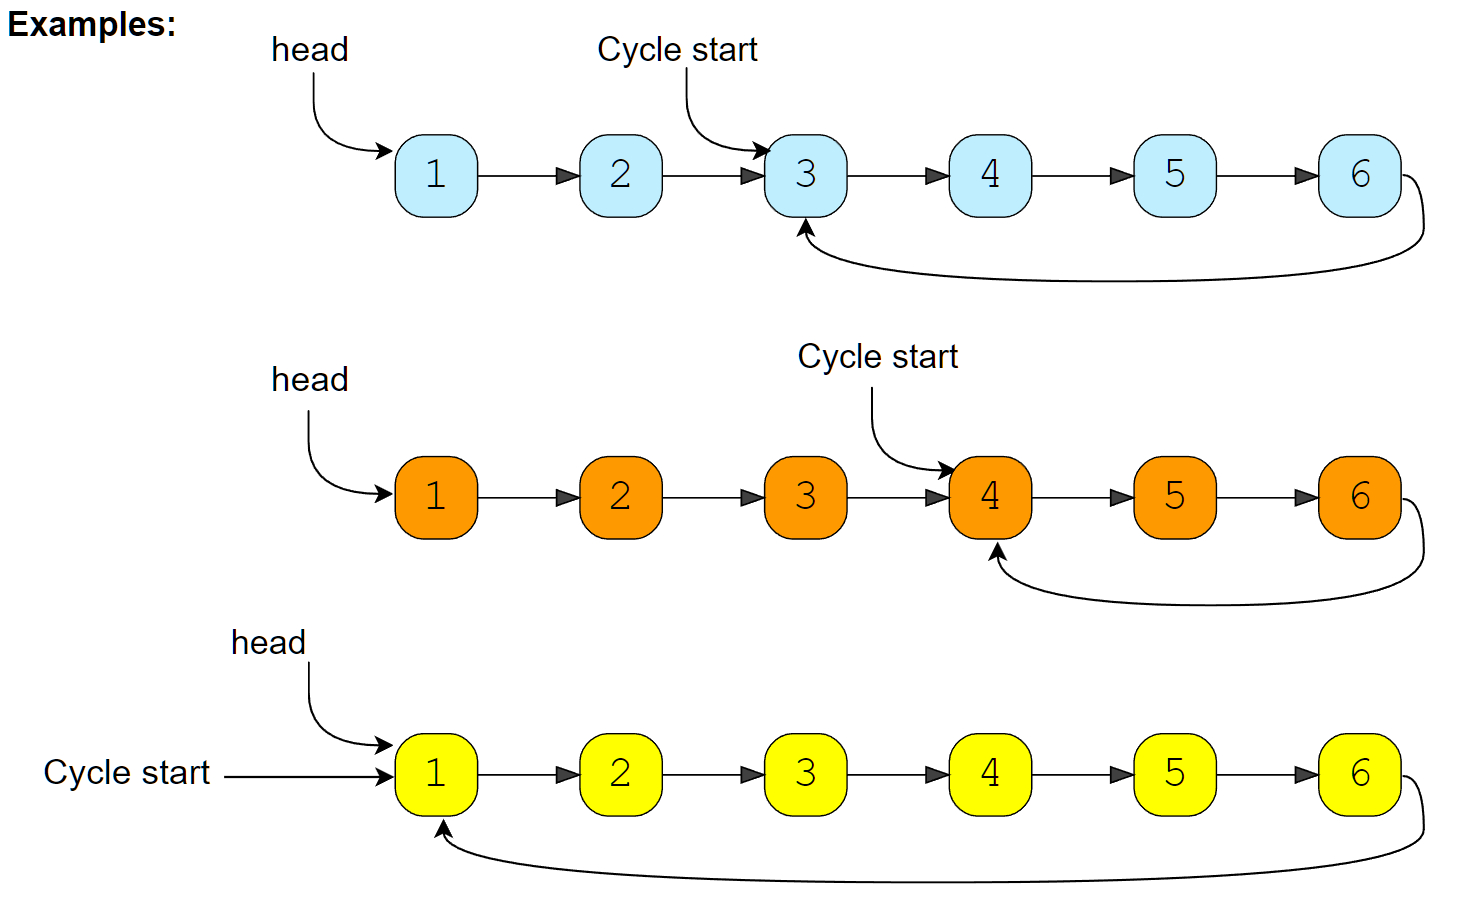 Examples:
head Cycle start
1 2 3 4 5 6
Cycle start
head
1 2 3 4 5 6
head
Cycle start 1 2 3 4 5 6